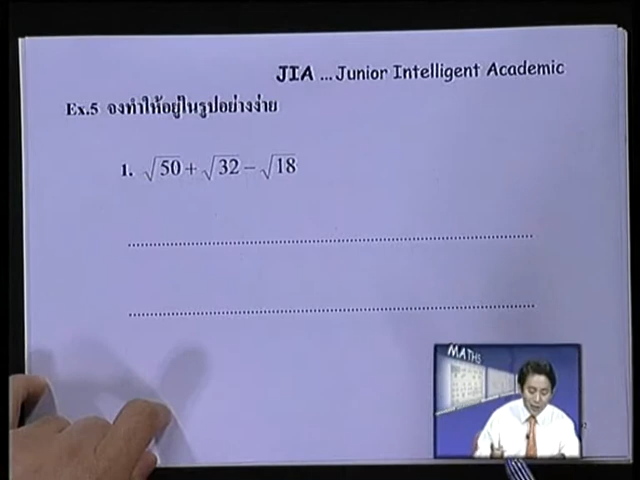 JIA ... Junior Intelligent Academic
Ex.5 จงทำให้อยู่ในรูปอย่างง่าย
1. √50 + √32 − √18
MATHS